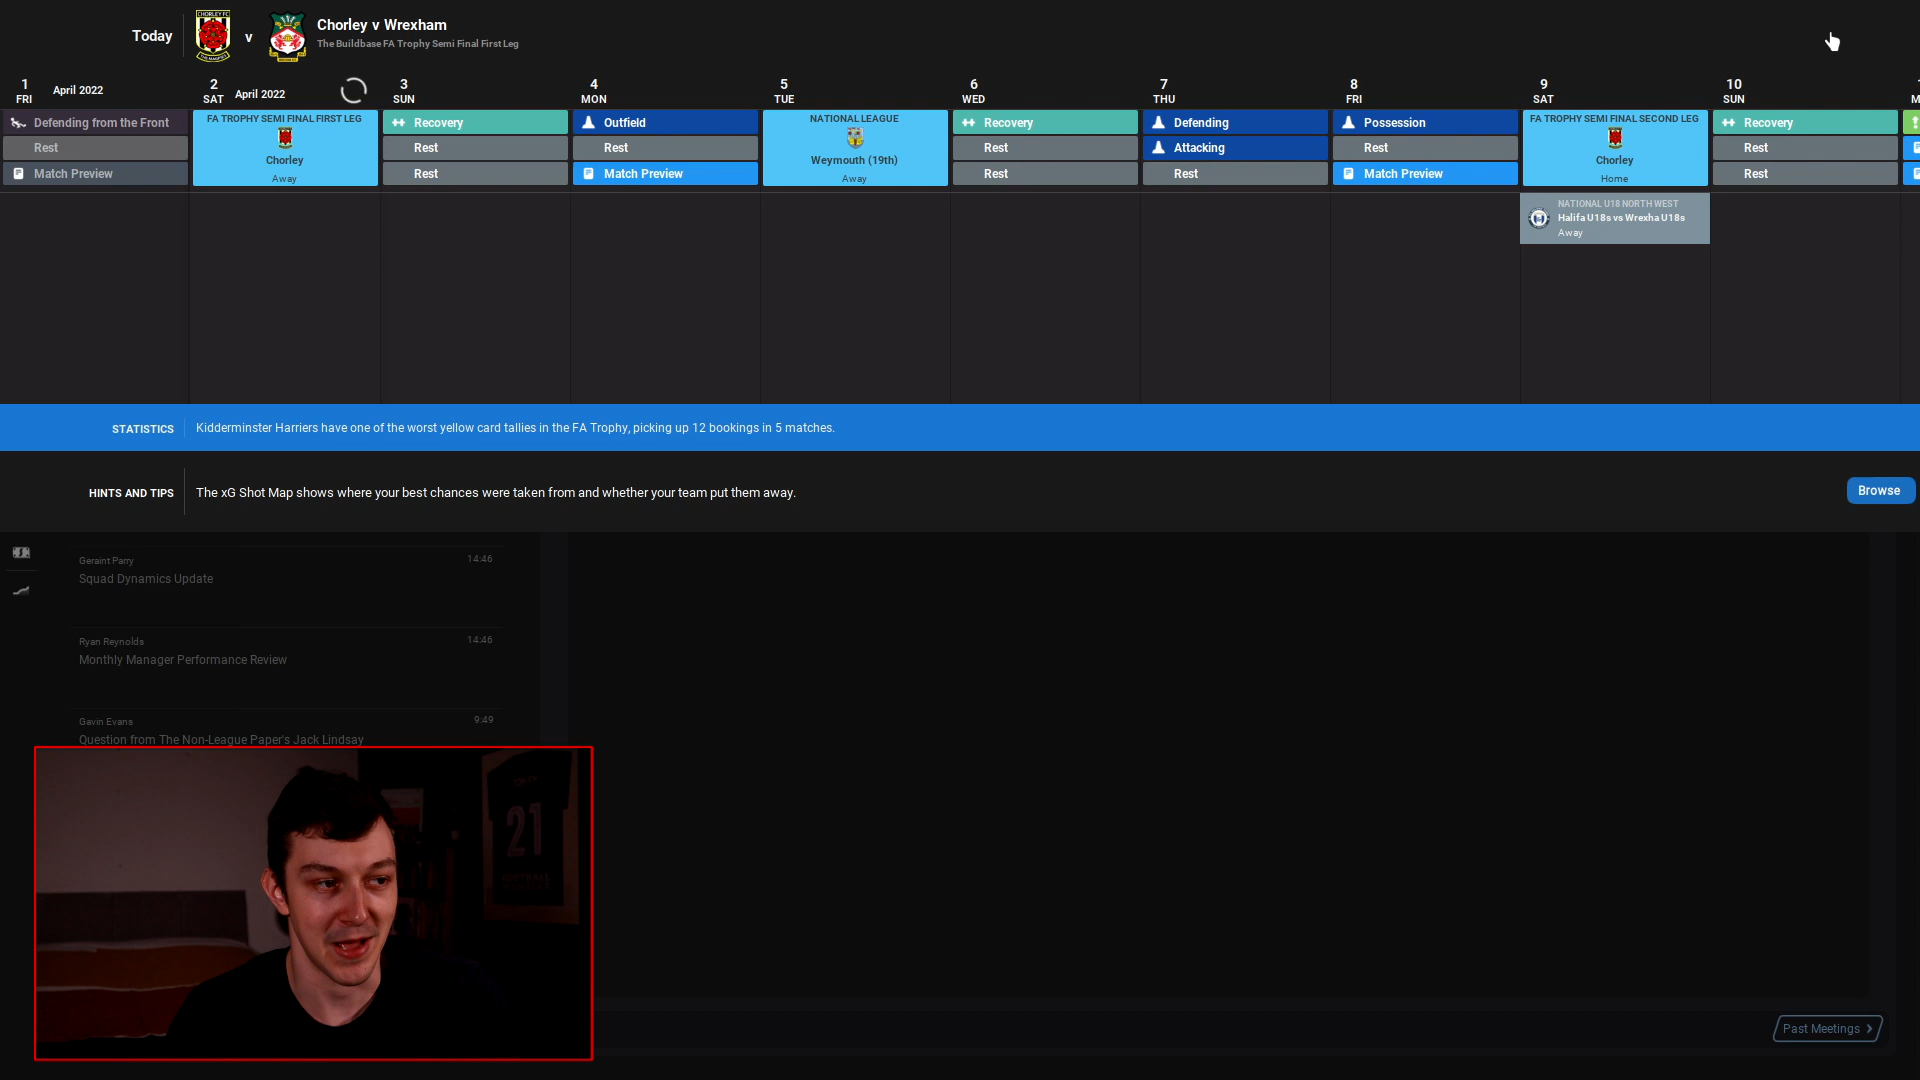 Today
CHORLEY FC
v
Chorley v Wrexham
The Buildbase FA Trophy Semi Final First Leg
1
FRI
April 2022
2
SAT
April 2022
3
SUN
4
MON
5
TUE
6
WED
7
THU
8
FRI
9
SAT
10
SUN
1
M
Defending from the Front
Rest
Match Preview
FA TROPHY SEMI FINAL FIRST LEG
Chorley
Away
Recovery
Rest
Rest
Outfield
Rest
Match Preview
NATIONAL LEAGUE
Weymouth (19th)
Away
Recovery
Rest
Rest
Defending
Attacking
Rest
Possession
Rest
Match Preview
FA TROPHY SEMI FINAL SECOND LEG
Chorley
Home
Recovery
Rest
Rest
NATIONAL U18 NORTH WEST
Halifa U18s vs Wrexha U18s
Away
STATISTICS
Kidderminster Harriers have one of the worst yellow card tallies in the FA Trophy, picking up 12 bookings in 5 matches.
HINTS AND TIPS
The xG Shot Map shows where your best chances were taken from and whether your team put them away.
Browse
Geraint Parry
14:46
Squad Dynamics Update
Ryan Reynolds
14:46
Monthly Manager Performance Review
Gavin Evans
9:49
Question from The Non-League Paper's Jack Lindsay
21
Past Meetings